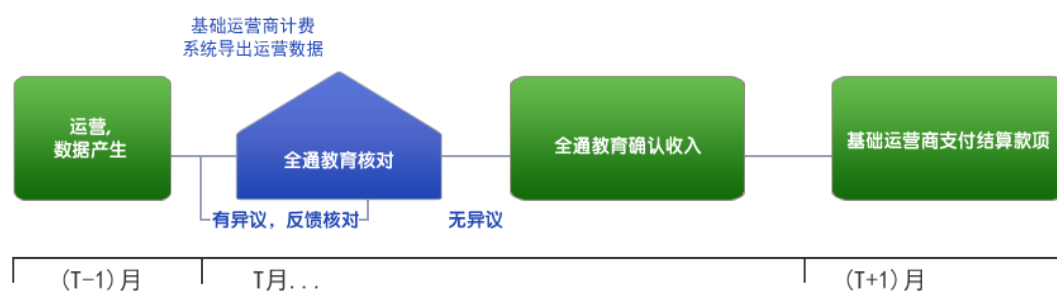 基础运营商计费
系统导出运营数据
运营,
数据产生
全通教育核对
全通教育确认收入
基础运营商支付结算款项
有异议，反馈核对
无异议
(T-1)月
T月...
(T+1)月